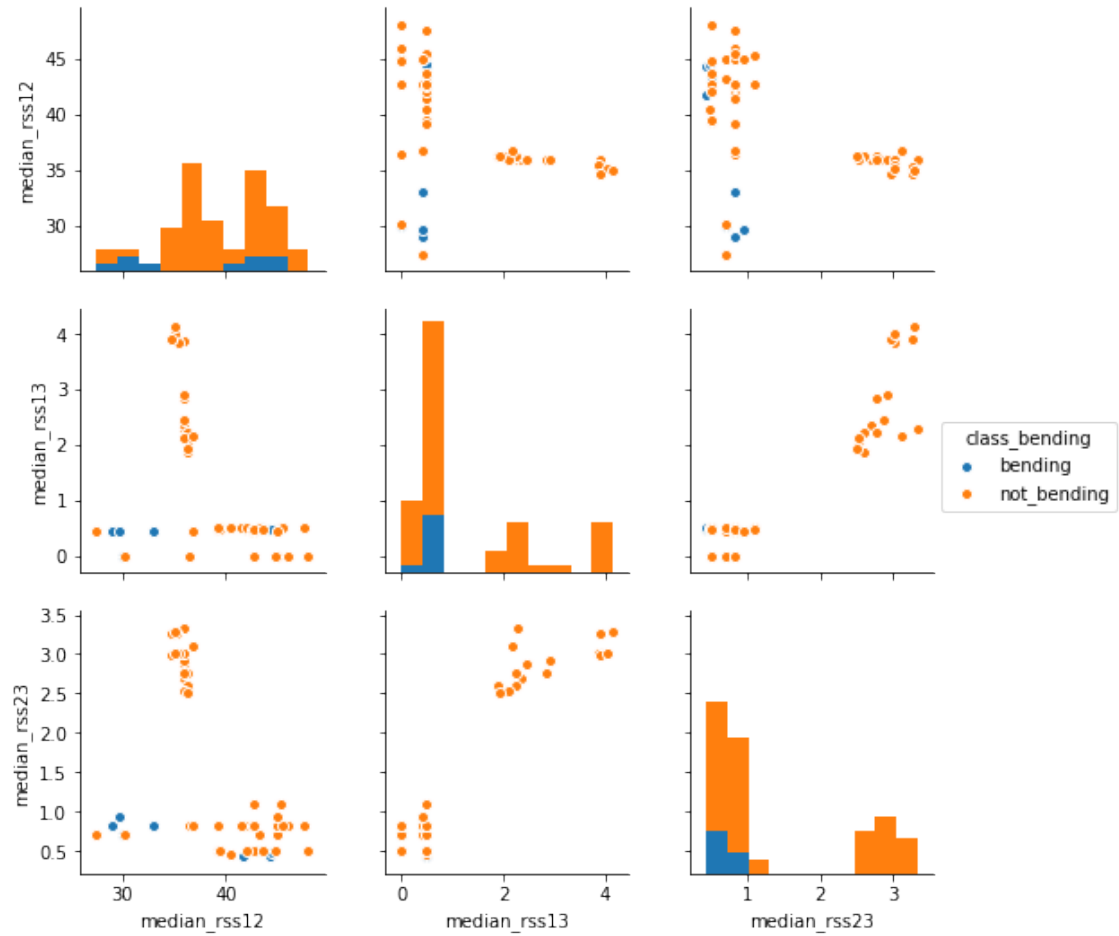 45
40
35
30
median_rss12
4
3
2
1
0
median_rss13
class_bending
bending
not_bending
3.5
3.0
2.5
2.0
1.5
1.0
0.5
median_rss23
30 40
median_rss12
0 2 4
median_rss13
1 2 3
median_rss23